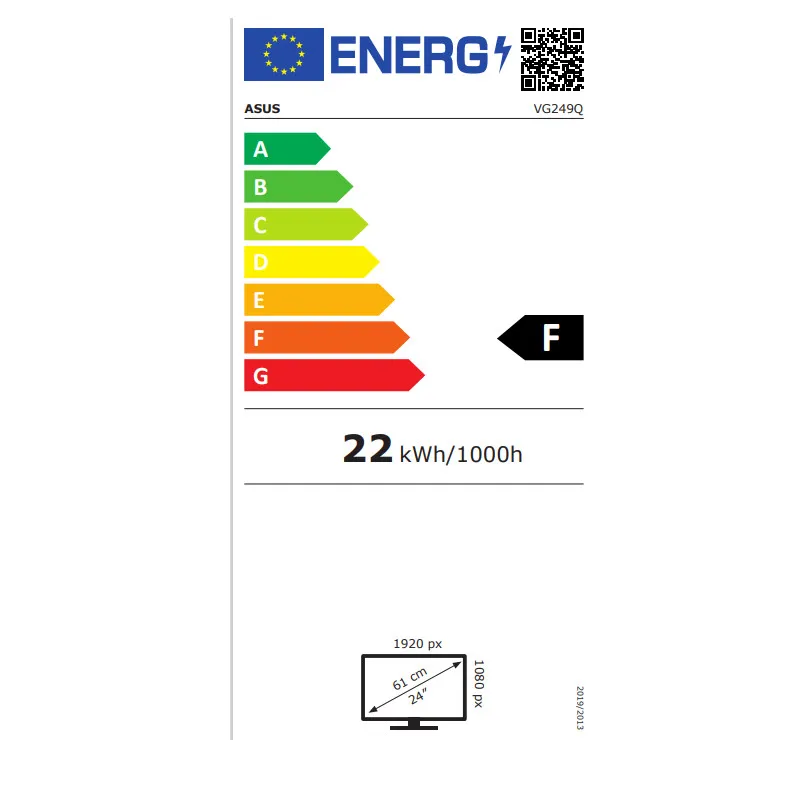 ENERG
ASUS VG249Q
A
B
C
D
E
F
F
G
22 kWh/1000h
1920 px
61 cm
24"
1080 px
2019/2013